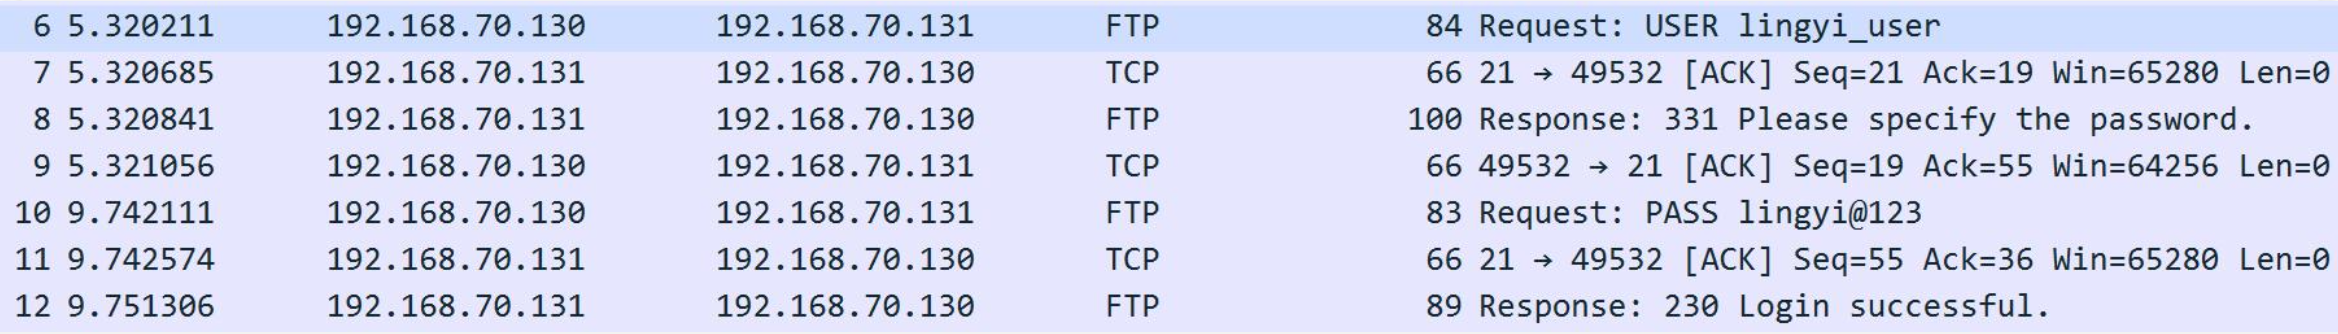 6 5.320211 192.168.70.130 192.168.70.131 FTP 84 Request: USER lingyi_user
7 5.320685 192.168.70.131 192.168.70.130 TCP 66 21 → 49532 [ACK] Seq=21 Ack=19 Win=65280 Len=0
8 5.320841 192.168.70.131 192.168.70.130 FTP 100 Response: 331 Please specify the password.
9 5.321056 192.168.70.130 192.168.70.131 TCP 66 49532 → 21 [ACK] Seq=19 Ack=55 Win=64256 Len=0
10 9.742111 192.168.70.130 192.168.70.131 FTP 83 Request: PASS lingyi@123
11 9.742574 192.168.70.131 192.168.70.130 TCP 66 21 → 49532 [ACK] Seq=55 Ack=36 Win=65280 Len=0
12 9.751306 192.168.70.131 192.168.70.130 FTP 89 Response: 230 Login successful.